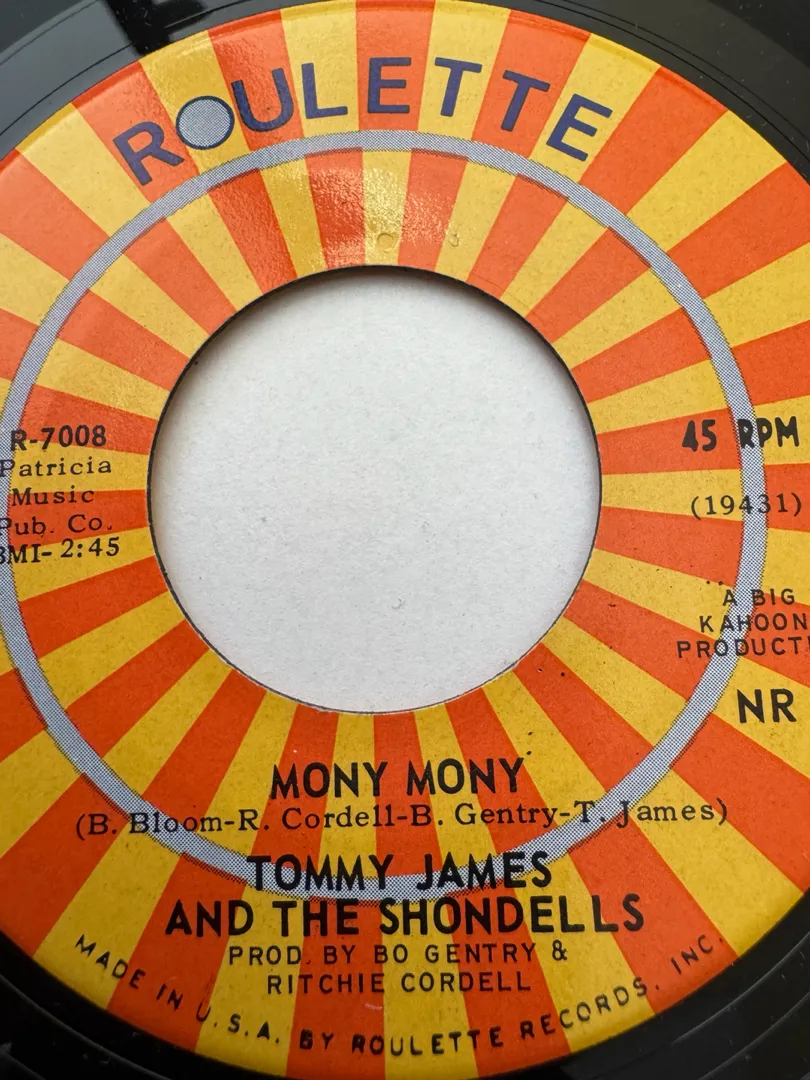 ROULETTE
R-7008
Patricia
Music
Pub. Co.
BMI- 2:45
45 RPM
(19431)
A BIG
KAHOON
PRODUCTI
NR
MONY MONY
(B. Bloom-R. Cordell-B. Gentry-T. James)
TOMMY JAMES
AND THE SHONDELLS
PROD. BY BO GENTRY &
RITCHIE CORDELL
MADE IN U.S.A. BY ROULETTE RECORDS, INC.